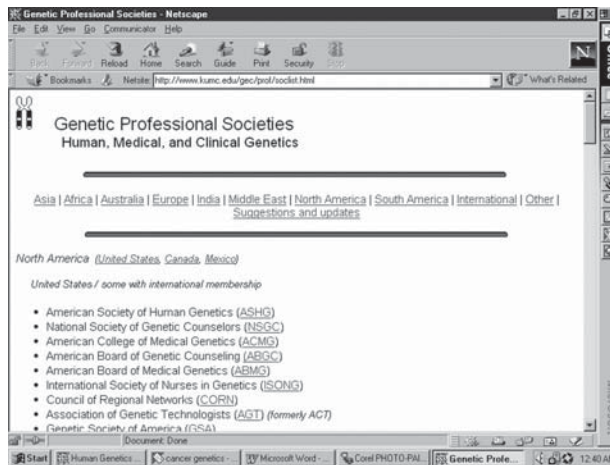 Genetic Professional Societies - Netscape
File Edit View Go Communicator Help
Back Forward Reload Home Search Guide Print Security Stop
N
Bookmarks Netsite: http://www.kumc.edu/gec/prof/soclist.html What's Related
Genetic Professional Societies
Human, Medical, and Clinical Genetics
Asia | Africa | Australia | Europe | India | Middle East | North America | South America | International | Other |
Suggestions and updates
North America (United States, Canada, Mexico)
United States / some with international membership
• American Society of Human Genetics (ASHG)
• National Society of Genetic Counselors (NSGC)
• American College of Medical Genetics (ACMG)
• American Board of Genetic Counseling (ABGC)
• American Board of Medical Genetics (ABMG)
• International Society of Nurses in Genetics (ISONG)
• Council of Regional Networks (CORN)
• Association of Genetic Technologists (AGT) (formerly ACT)
• Genetic Society of America (GSA)
Document: Done
Start Human Genetics ... cancer genetics - ... Microsoft Word - ... Corel PHOTO-PAI... Genetic Profe... 12:40 AM